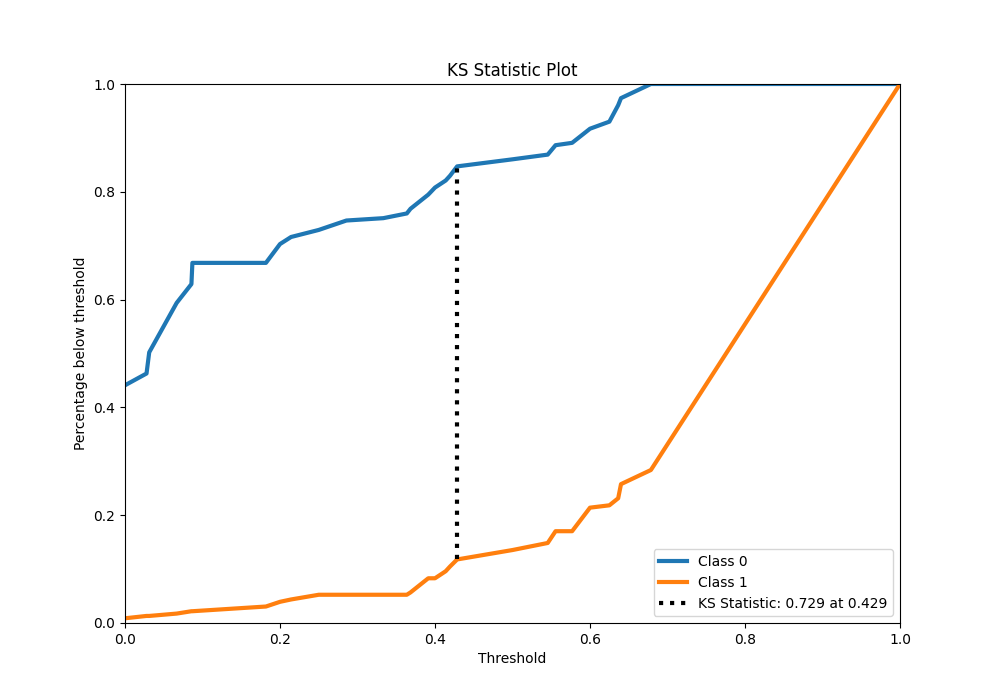 KS Statistic Plot
1.0
0.8
0.6
0.4
0.2
0.0
Percentage below threshold
0.0 0.2 0.4 0.6 0.8 1.0
Threshold
Class 0
Class 1
KS Statistic: 0.729 at 0.429